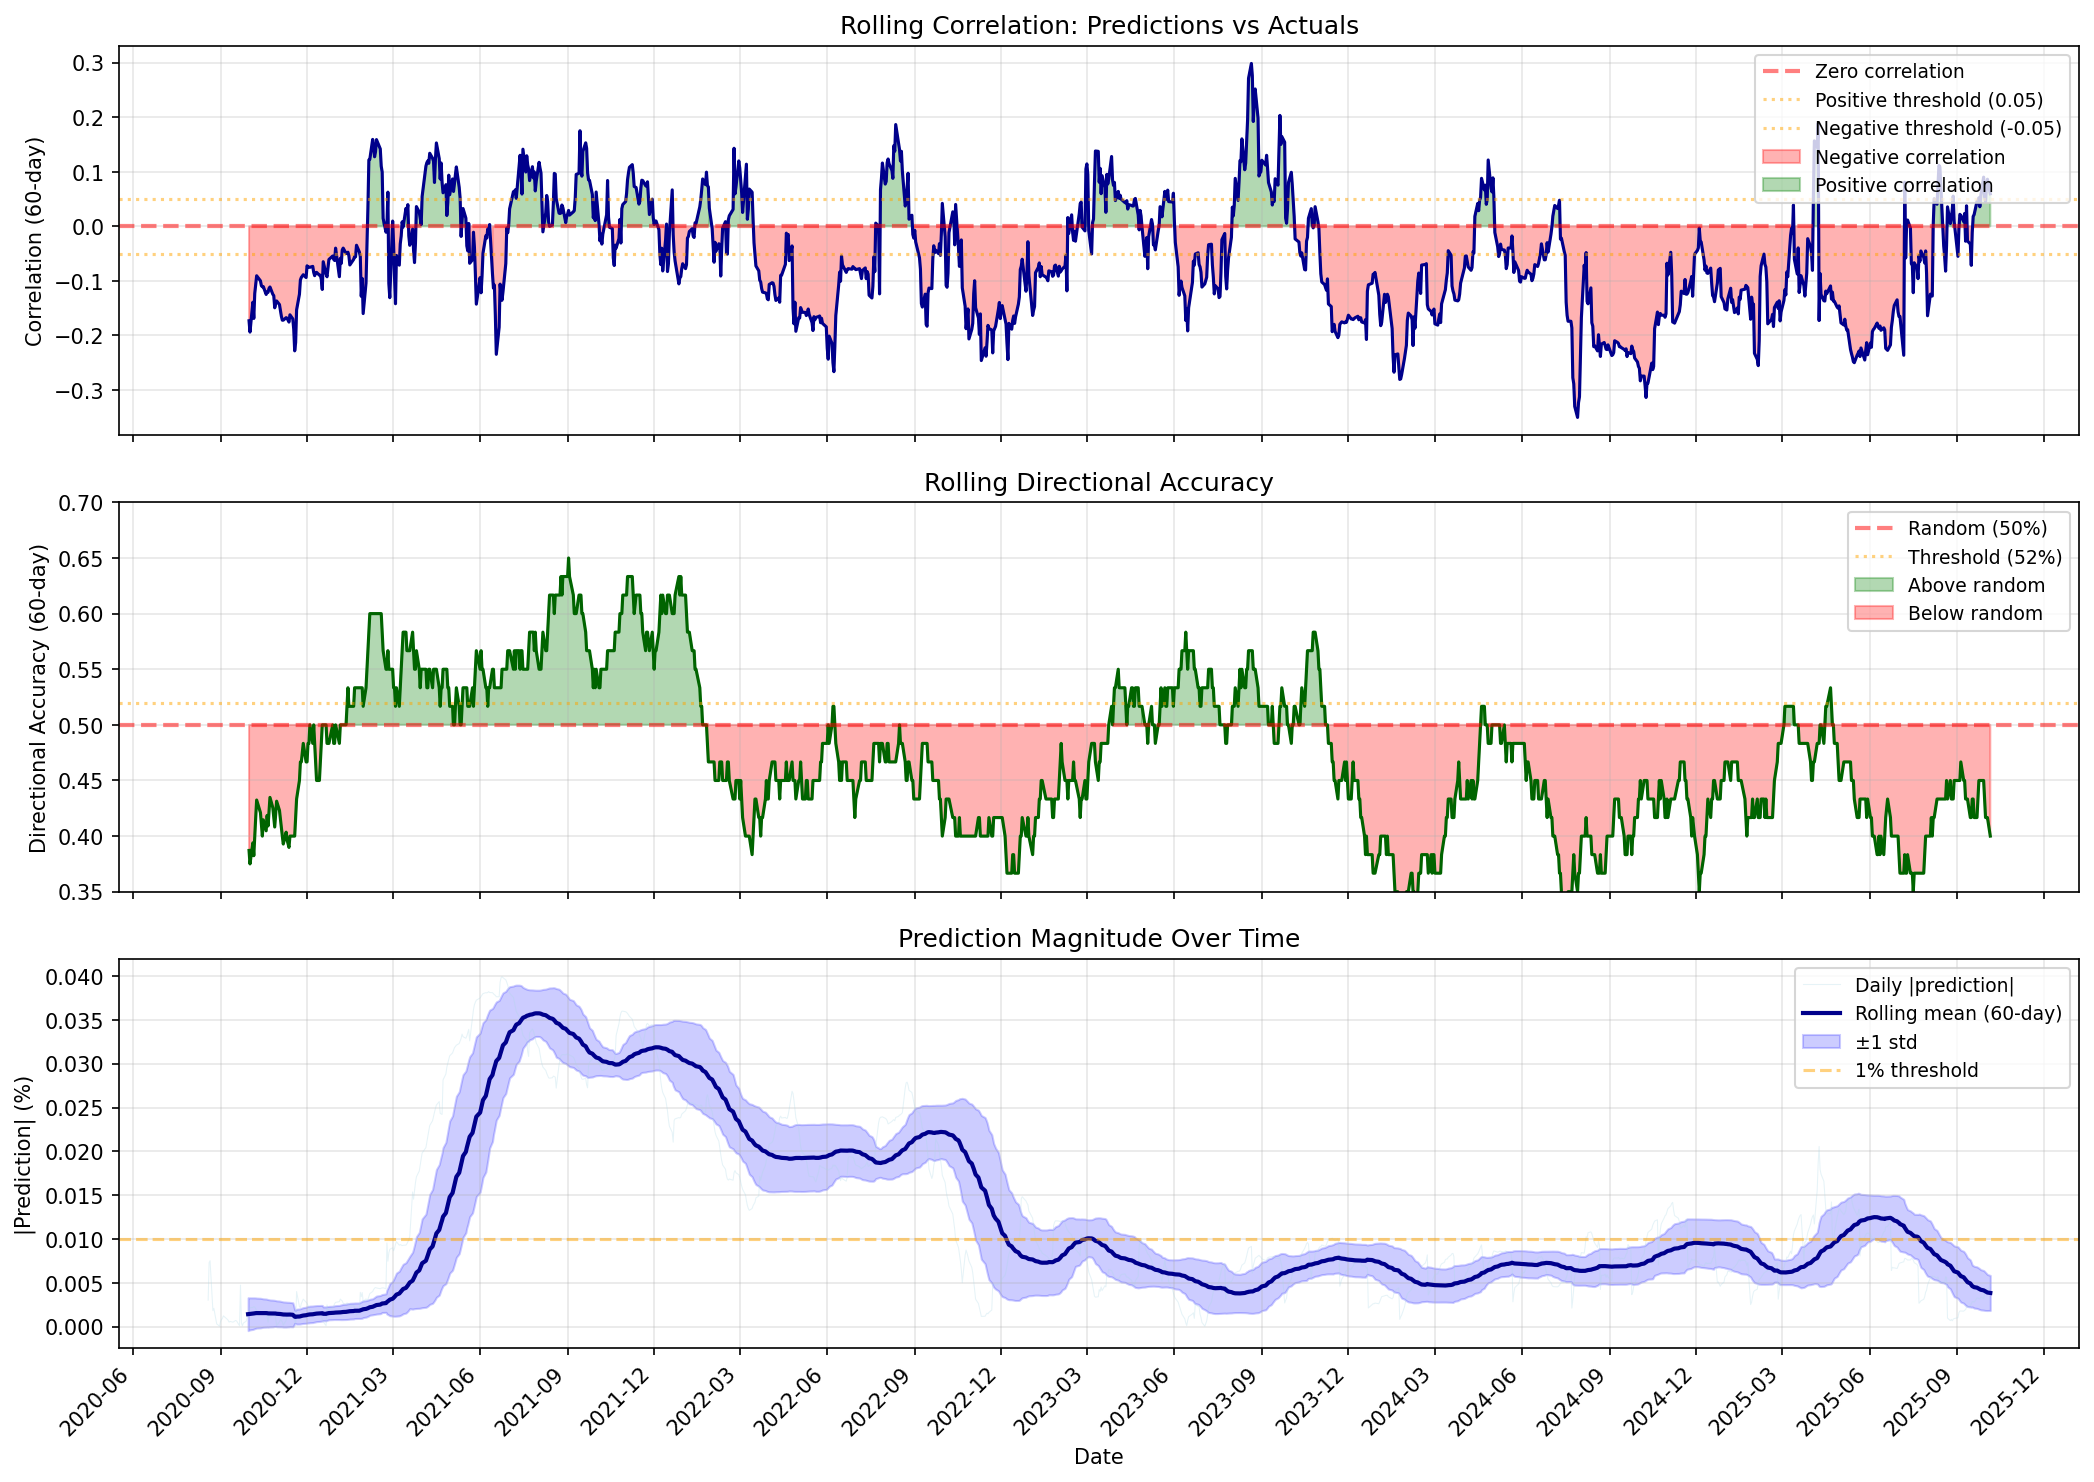 Rolling Correlation: Predictions vs Actuals
Correlation (60-day)
0.3
0.2
0.1
0.0
−0.1
−0.2
−0.3
Zero correlation
Positive threshold (0.05)
Negative threshold (-0.05)
Negative correlation
Positive correlation
Rolling Directional Accuracy
Directional Accuracy (60-day)
0.70
0.65
0.60
0.55
0.50
0.45
0.40
0.35
Random (50%)
Threshold (52%)
Above random
Below random
Prediction Magnitude Over Time
|Prediction| (%)
0.040
0.035
0.030
0.025
0.020
0.015
0.010
0.005
0.000
Daily |prediction|
Rolling mean (60-day)
±1 std
1% threshold
2020-06
2020-09
2020-12
2021-03
2021-06
2021-09
2021-12
2022-03
2022-06
2022-09
2022-12
2023-03
2023-06
2023-09
2023-12
2024-03
2024-06
2024-09
2024-12
2025-03
2025-06
2025-09
2025-12
Date